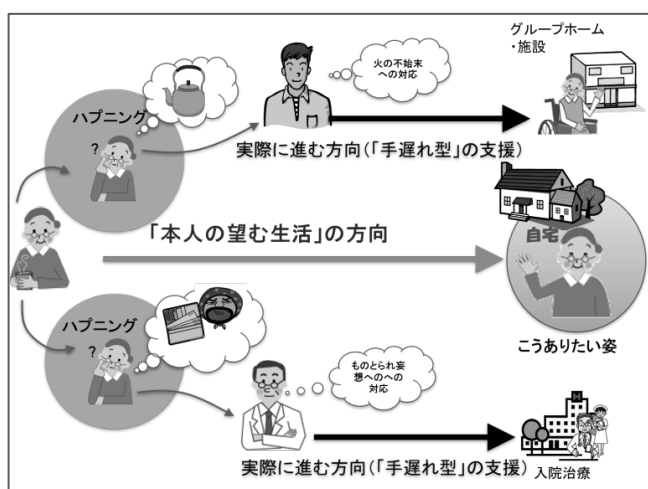 グループホーム
・施設
火の不始末
への対応
ハプニング
?
実際に進む方向(「手遅れ型」の支援)
「本人の望む生活」の方向
自宅
こうありたい姿
ハプニング
?
ものとられ妄
想へのへの
対応
実際に進む方向(「手遅れ型」の支援)
入院治療